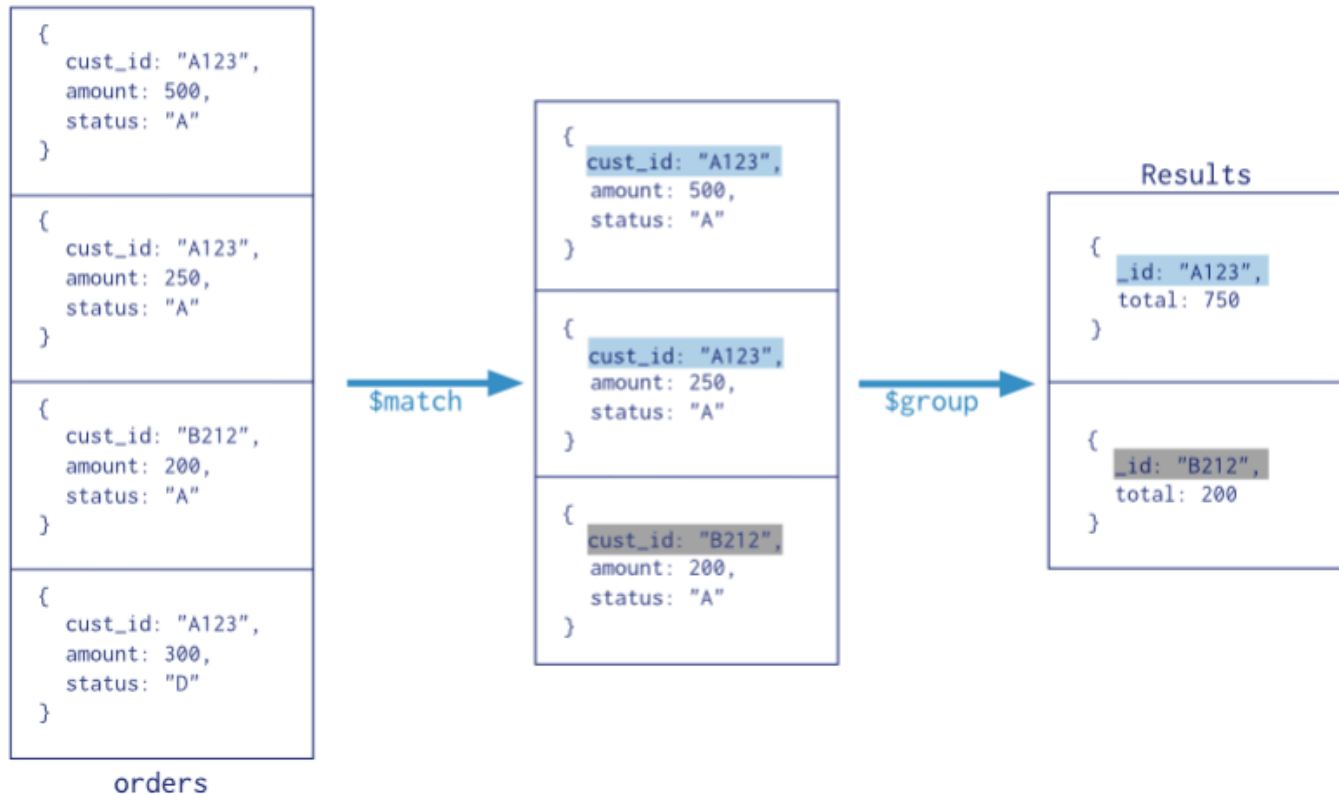 {
cust_id: "A123",
amount: 500,
status: "A"
}
{
cust_id: "A123",
amount: 250,
status: "A"
}
{
cust_id: "B212",
amount: 200,
status: "A"
}
{
cust_id: "A123",
amount: 300,
status: "D"
}
orders
$match
{
cust_id: "A123",
amount: 500,
status: "A"
}
{
cust_id: "A123",
amount: 250,
status: "A"
}
{
cust_id: "B212",
amount: 200,
status: "A"
}
$group
Results
{
_id: "A123",
total: 750
}
{
_id: "B212",
total: 200
}